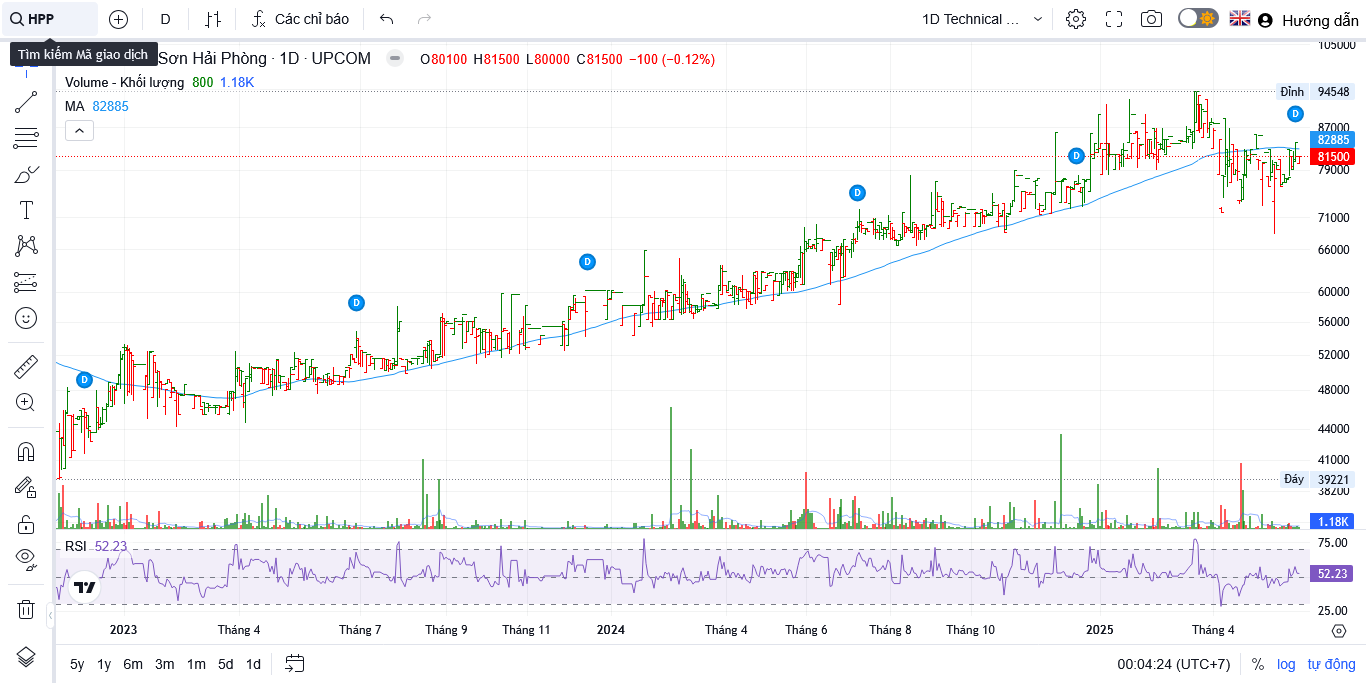 HPP
D
Các chỉ báo
1D Technical ...
Hướng dẫn
Tìm kiếm Mã giao dịch
Sơn Hải Phòng · 1D · UPCOM
O80100 H81500 L80000 C81500 −100 (−0.12%)
Volume - Khối lượng 800 1.18K
MA 82885
105000
Đỉnh 94548
D
87000
82885
D
81500
79000
D
71000
66000
D
60000
D
56000
52000
D
48000
44000
41000
Đáy 39221
38200
1.18K
RSI 52.23
75.00
52.23
25.00
2023 Tháng 4 Tháng 7 Tháng 9 Tháng 11 2024 Tháng 4 Tháng 6 Tháng 8 Tháng 10 2025 Tháng 4
5y 1y 6m 3m 1m 5d 1d
00:04:24 (UTC+7) % log tự động